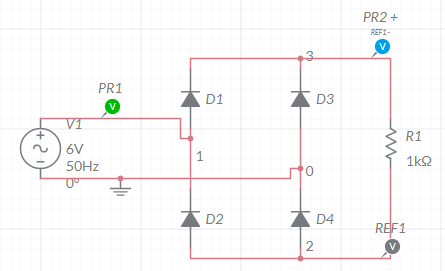 PR2 +
REF1-
V
3
PR1
V
D1
D3
V1
R1
6V
1
1kΩ
50Hz
0
0°
D2
D4
REF1
V
2